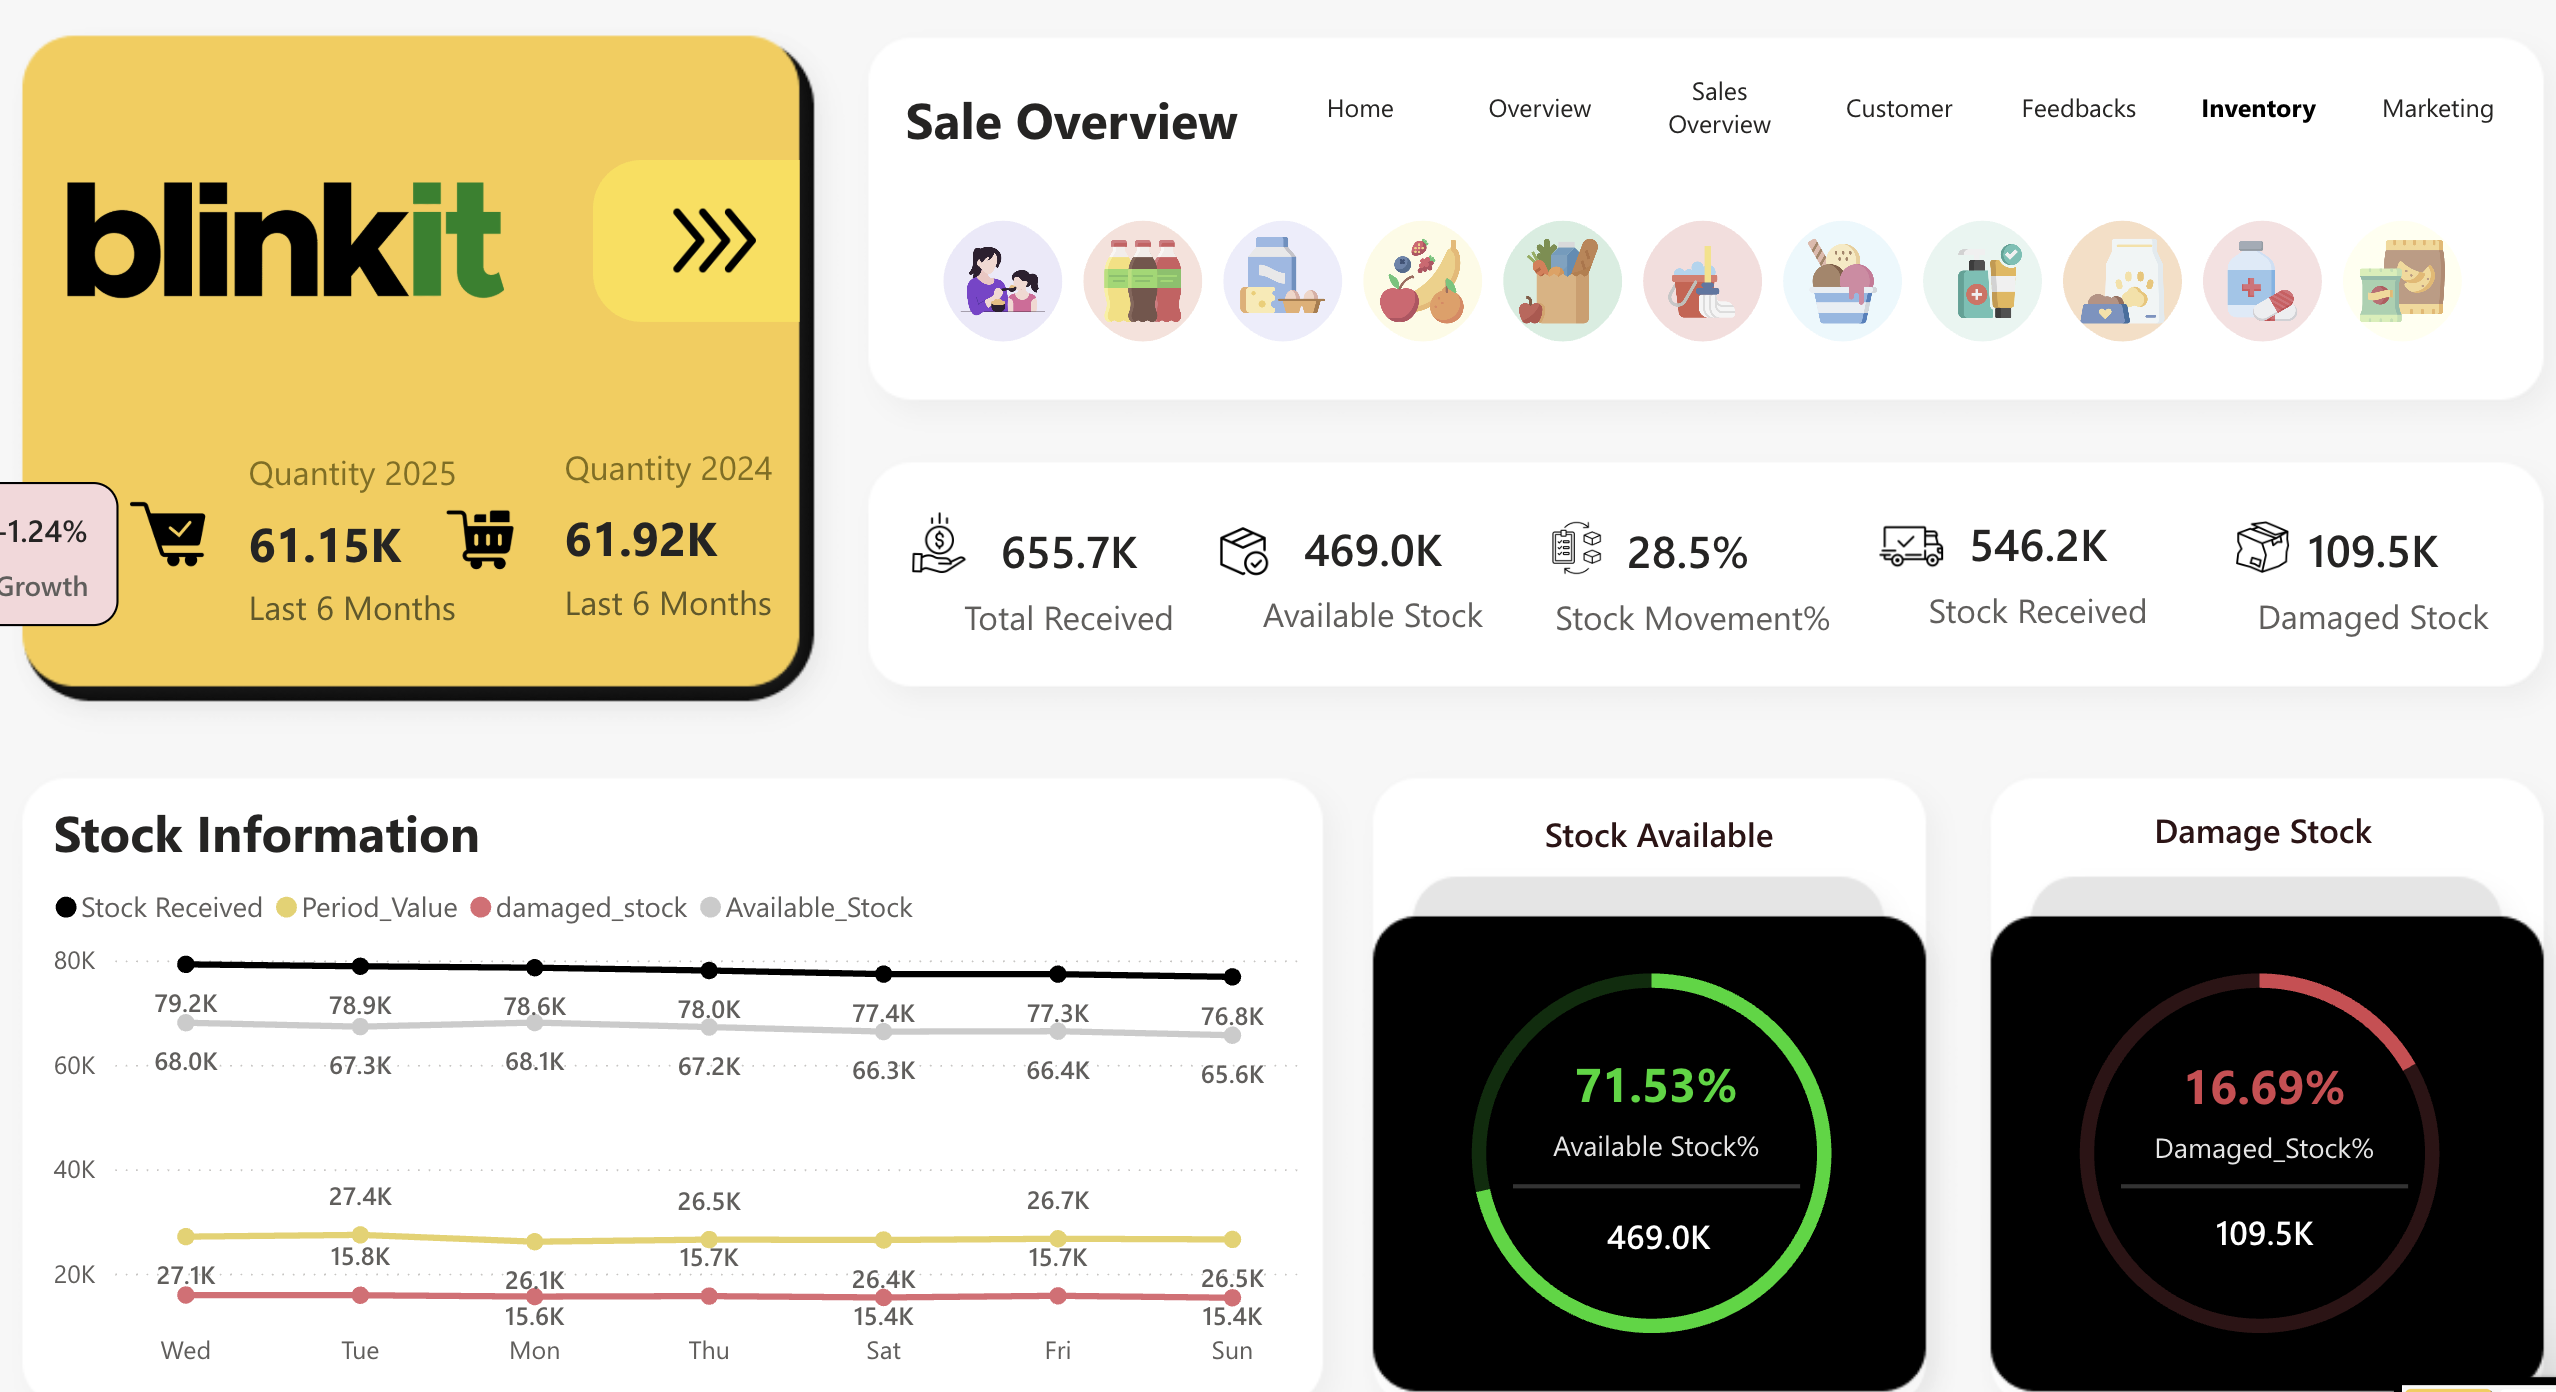 blinkit
Quantity 2025
61.15K
Last 6 Months
Quantity 2024
61.92K
Last 6 Months
-1.24%
Growth
Sale Overview
Home
Overview
Sales
Overview
Customer
Feedbacks
Inventory
Marketing
655.7K
Total Received
469.0K
Available Stock
28.5%
Stock Movement%
546.2K
Stock Received
109.5K
Damaged Stock
Stock Information
Stock Received Period_Value damaged_stock Available_Stock
80K
60K
40K
20K
79.2K 78.9K 78.6K 78.0K 77.4K 77.3K 76.8K
68.0K 67.3K 68.1K 67.2K 66.3K 66.4K 65.6K
27.4K 26.5K 26.7K
15.8K 15.7K 15.7K
27.1K 26.1K 26.4K 26.5K
15.6K 15.4K 15.4K
Wed Tue Mon Thu Sat Fri Sun
Stock Available
71.53%
Available Stock%
469.0K
Damage Stock
16.69%
Damaged_Stock%
109.5K